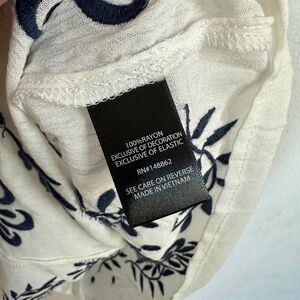 100%RAYON
EXCLUSIVE OF DECORATION
EXCLUSIVE OF ELASTIC
RN#148862
SEE CARE ON REVERSE
MADE IN VIETNAM